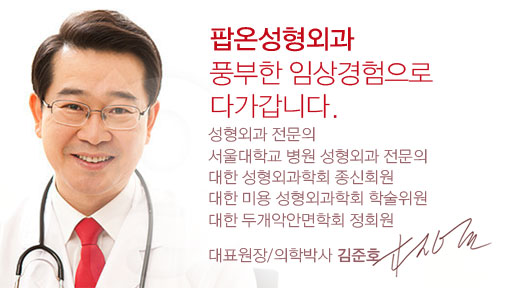 팝온성형외과
풍부한 임상경험으로
다가갑니다.
성형외과 전문의
서울대학교 병원 성형외과 전문의
대한 성형외과학회 종신회원
대한 미용 성형외과학회 학술위원
대한 두개악안면학회 정회원
대표원장/의학박사 김준호